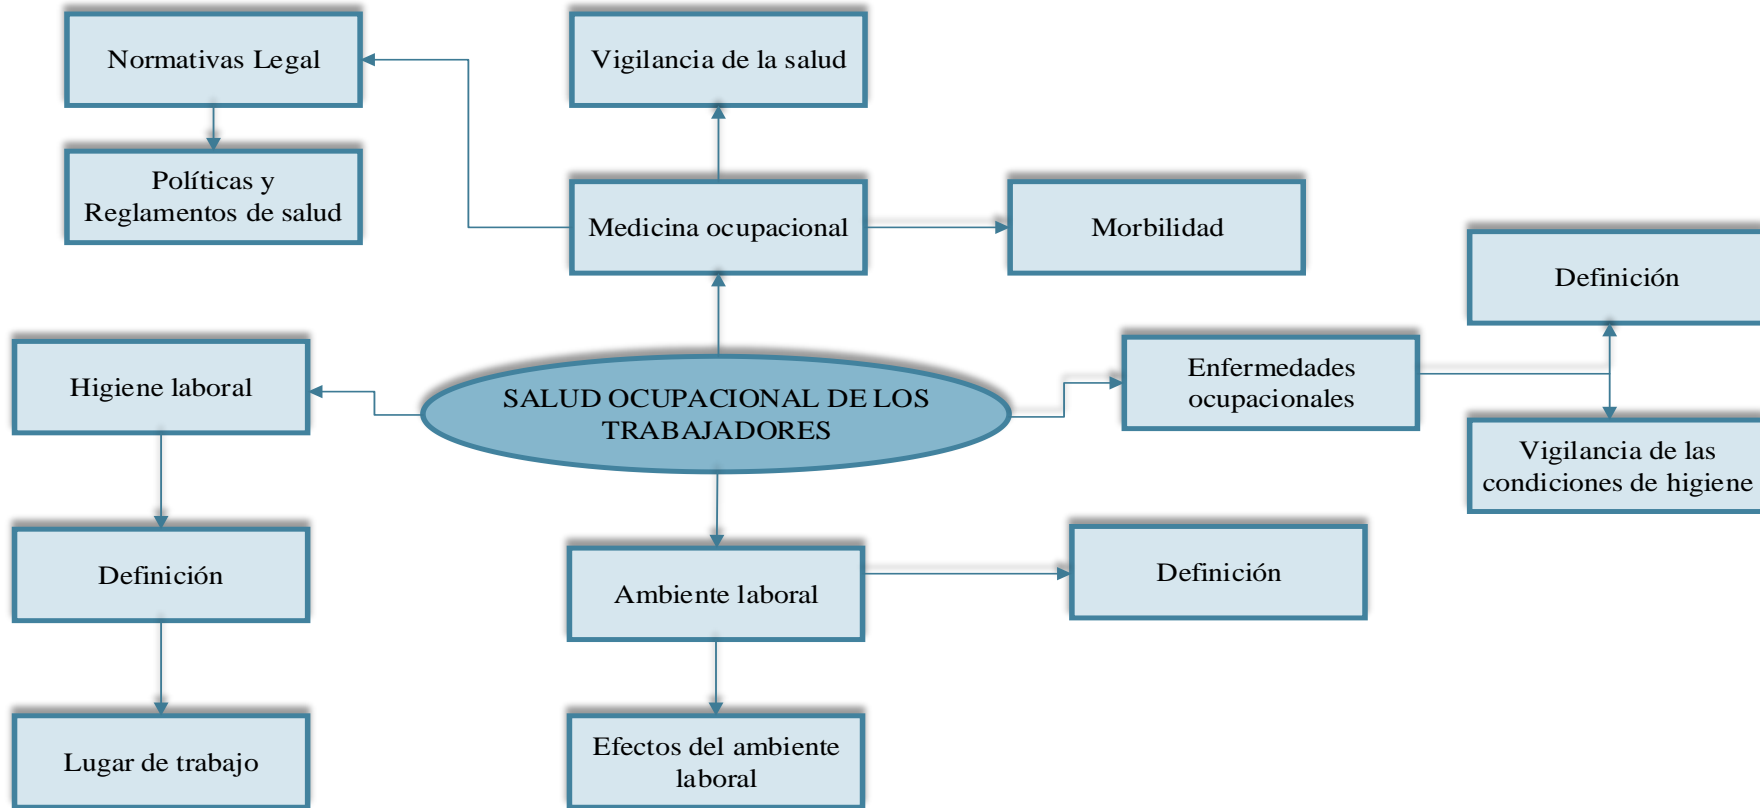 Normativas Legal
Vigilancia de la salud
Políticas y
Reglamentos de salud
Medicina ocupacional
Morbilidad
Definición
Higiene laboral
SALUD OCUPACIONAL DE LOS
TRABAJADORES
Enfermedades
ocupacionales
Vigilancia de las
condiciones de higiene
Definición
Ambiente laboral
Definición
Lugar de trabajo
Efectos del ambiente
laboral